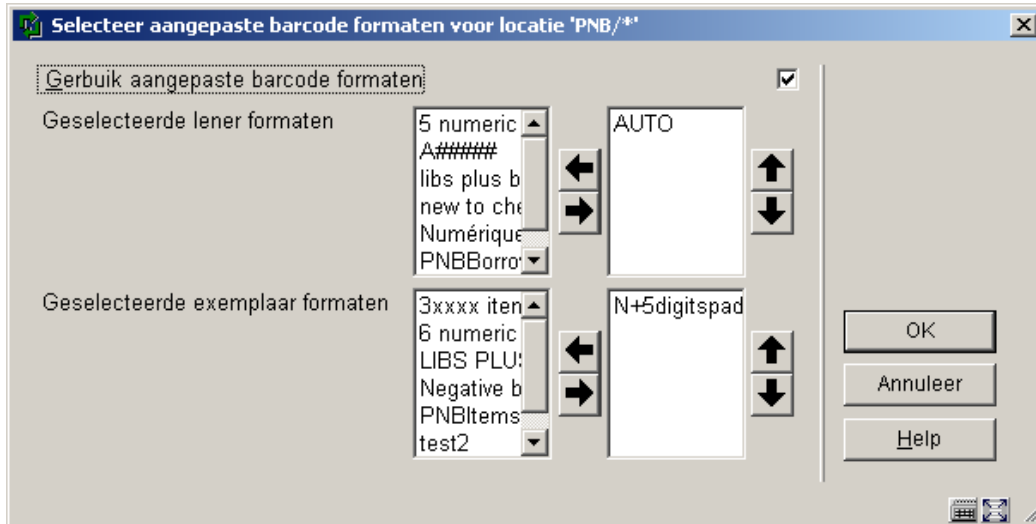 Selecteer aangepaste barcode formaten voor locatie 'PNB/*'
Gerbuik aangepaste barcode formaten
Geselecteerde lener formaten
5 numeric
A#####
libs plus b
new to che
Numérique
PNBBorro
AUTO
Geselecteerde exemplaar formaten
3xxxx iten
6 numeric
LIBS PLU
Negative b
PNBItems
test2
N+5digitspad
OK
Annuleer
Help